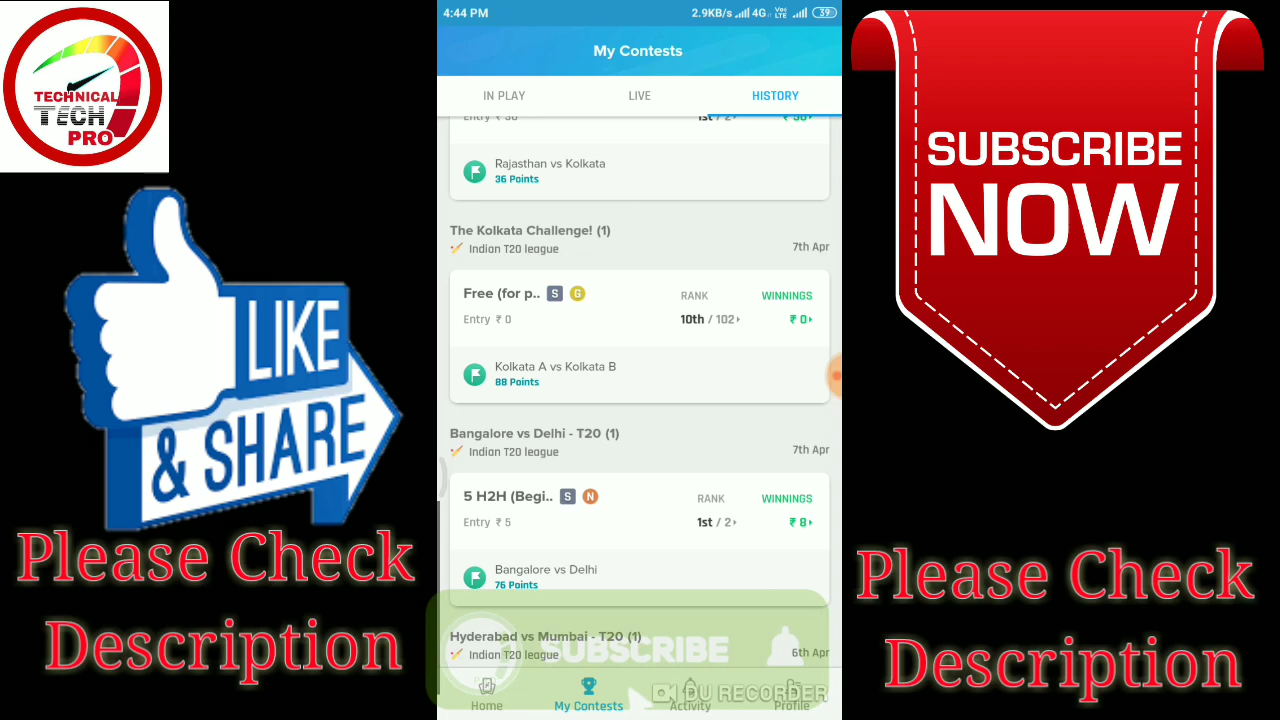 TECHNICAL
TECH
PRO
LIKE
& SHARE
Please Check
Description
4:44 PM
2.9KB/s 4G Vo LTE 39
My Contests
IN PLAY LIVE HISTORY
Entry ₹ 1st / 2
Rajasthan vs Kolkata
36 Points
The Kolkata Challenge! (1)
Indian T20 league 7th Apr
Free (for p.. S G RANK WINNINGS
Entry ₹ 0 10th / 102 ₹ 0
Kolkata A vs Kolkata B
88 Points
Bangalore vs Delhi - T20 (1)
Indian T20 league 7th Apr
5 H2H (Begi.. S N RANK WINNINGS
Entry ₹ 5 1st / 2 ₹ 8
Bangalore vs Delhi
76 Points
Hyderabad vs Mumbai - T20 (1)
SUBSCRIBE
Indian T20 league 6th Apr
DU RECORDER
Home My Contests Activity Profile
SUBSCRIBE
NOW
Please Check
Description